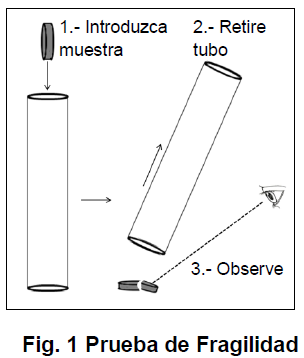 1.- Introduzca
muestra
2.- Retire
tubo
3.- Observe
Fig. 1 Prueba de Fragilidad